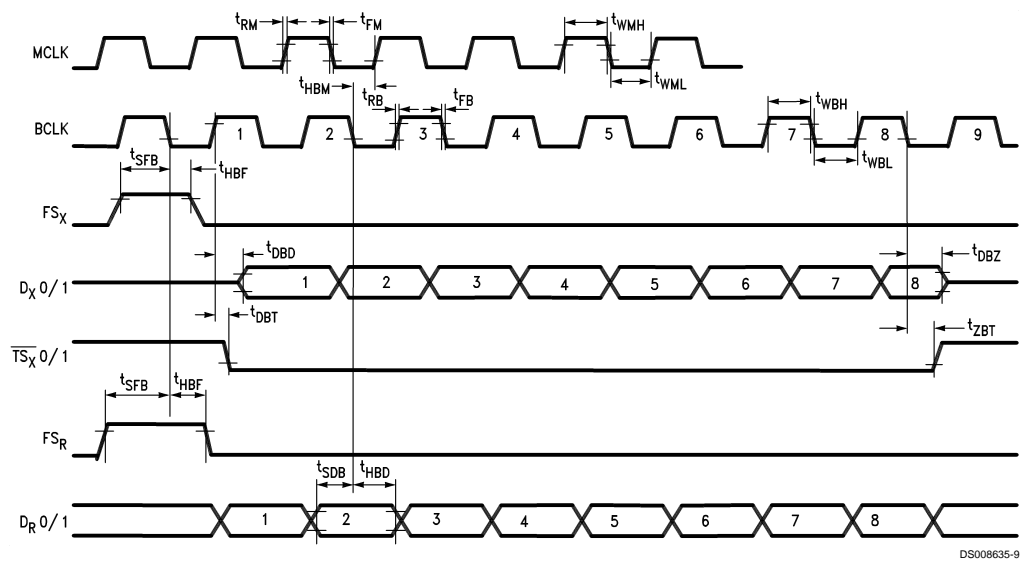 tRM tFM tWMH
MCLK
tHBM tWML
tRB tFB tWBH
BCLK 1 2 3 4 5 6 7 8 9
tSFB tHBF tWBL
FSX
tDBD tDBZ
DX 0/1 1 2 3 4 5 6 7 8
tDBT tZBT
TSX 0/1
tSFB tHBF
FSR
tSDB tHBD
DR 0/1 1 2 3 4 5 6 7 8
DS008635-9